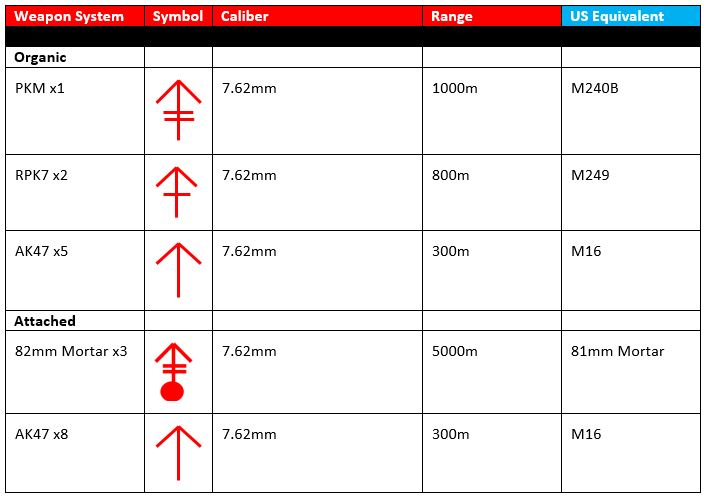 Weapon System Symbol Caliber Range US Equivalent
Organic
PKM x1 7.62mm 1000m M240B
RPK7 x2 7.62mm 800m M249
AK47 x5 7.62mm 300m M16
Attached
82mm Mortar x3 7.62mm 5000m 81mm Mortar
AK47 x8 7.62mm 300m M16